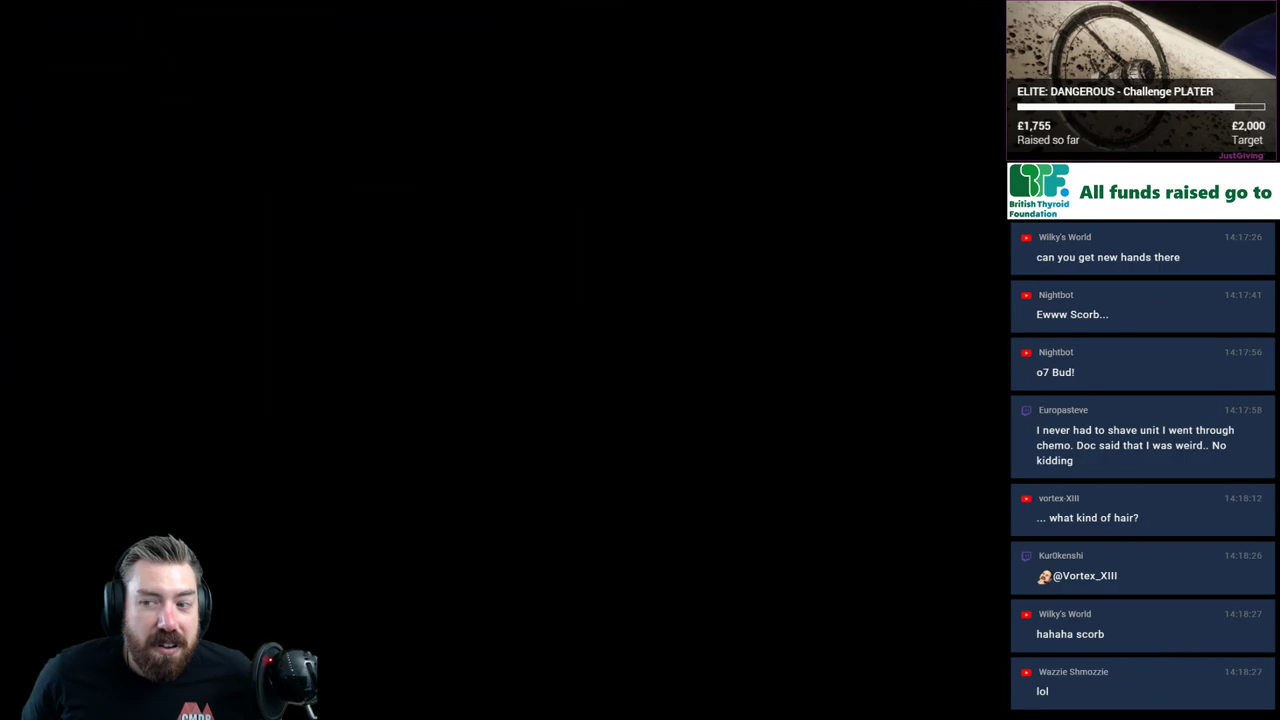 ELITE: DANGEROUS - Challenge PLATER
£1,755
£2,000
Raised so far
Target
JustGiving
BTF.
British Thyroid
Foundation
All funds raised go to
Wilky's World
14:17:26
can you get new hands there
Nightbot
14:17:41
Ewww Scorb...
Nightbot
14:17:56
o7 Bud!
Europasteve
14:17:58
I never had to shave unit I went through
chemo. Doc said that I was weird.. No
kidding
vortex-XIII
14:18:12
... what kind of hair?
Kur0kenshi
14:18:26
@Vortex_XIII
Wilky's World
14:18:27
hahaha scorb
Wazzie Shmozzie
14:18:27
lol
CMDR